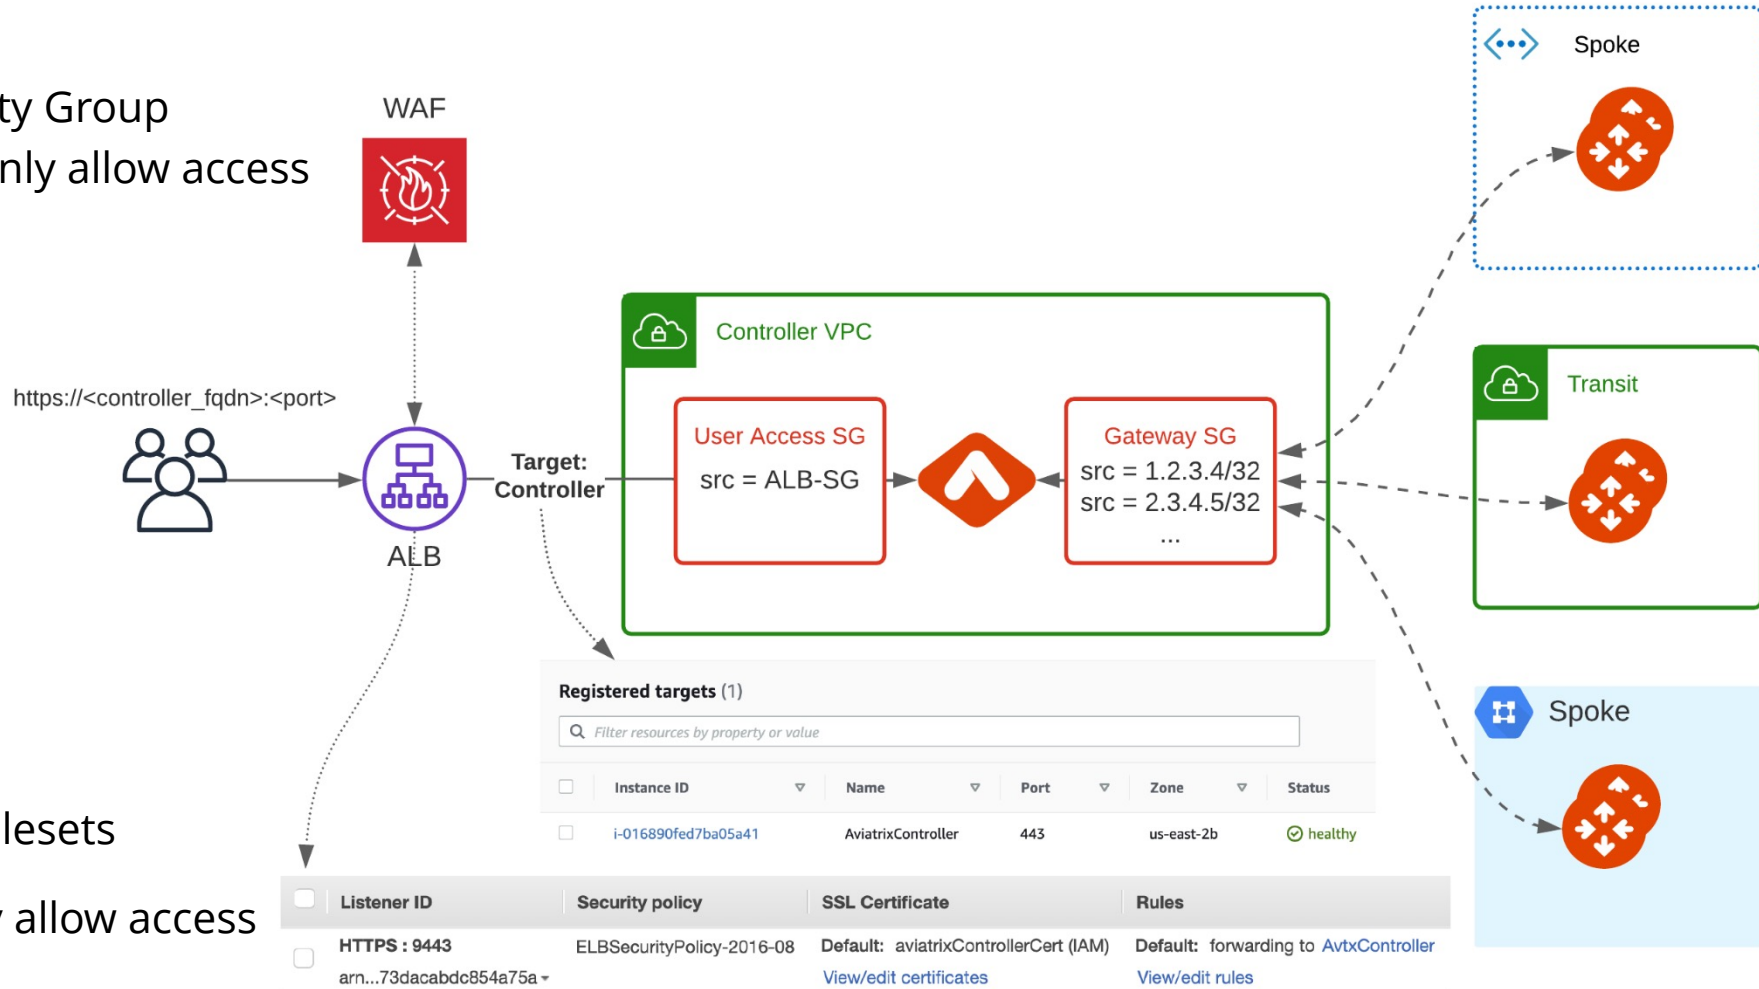 ty Group
nly allow access
WAF
Spoke
https://<controller_fqdn>:<port>
Controller VPC
Transit
Target:
Controller
User Access SG
src = ALB-SG
Gateway SG
src = 1.2.3.4/32
src = 2.3.4.5/32
...
ALB
Registered targets (1)
Filter resources by property or value
Instance ID Name Port Zone Status
i-016890fed7ba05a41 AviatrixController 443 us-east-2b healthy
Spoke
lesets
y allow access
Listener ID Security policy SSL Certificate Rules
HTTPS : 9443 ELBSecurityPolicy-2016-08 Default: aviatrixControllerCert (IAM) Default: forwarding to AvtxController
arn...73dacabdc854a75a View/edit certificates View/edit rules